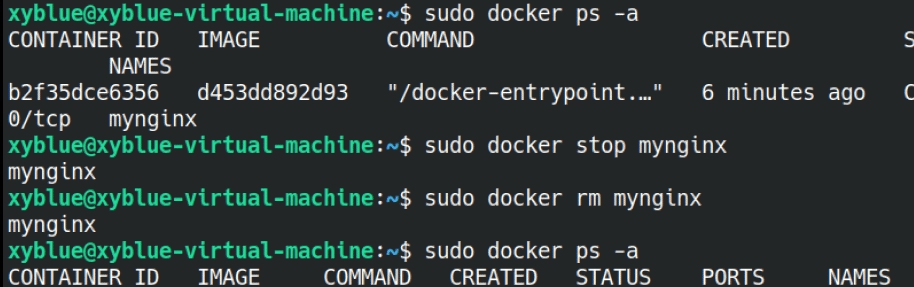 xyblue@xyblue-virtual-machine:~$ sudo docker ps -a
CONTAINER ID   IMAGE          COMMAND                  CREATED         S
        NAMES
b2f35dce6356   d453dd892d93   "/docker-entrypoint.…"   6 minutes ago   C
0/tcp   mynginx
xyblue@xyblue-virtual-machine:~$ sudo docker stop mynginx
mynginx
xyblue@xyblue-virtual-machine:~$ sudo docker rm mynginx
mynginx
xyblue@xyblue-virtual-machine:~$ sudo docker ps -a
CONTAINER ID   IMAGE     COMMAND   CREATED   STATUS    PORTS     NAMES